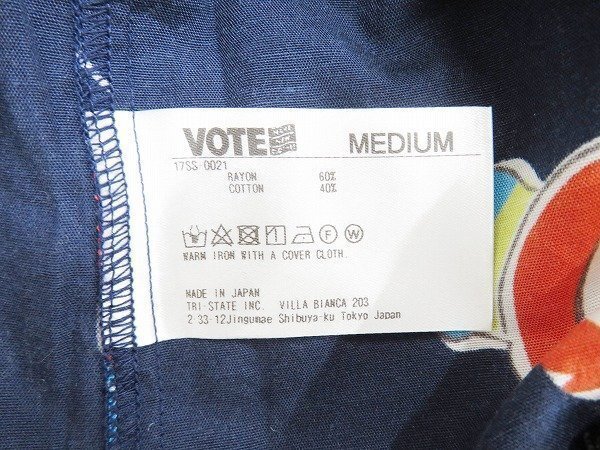 VOTE MEDIUM
17SS-0021
RAYON 60%
COTTON 40%
F W
WARM IRON WITH A COVER CLOTH.
MADE IN JAPAN
TRI-STATE INC. VILLA BIANCA 203
2-33-12Jingumae Shibuya-ku Tokyo Japan